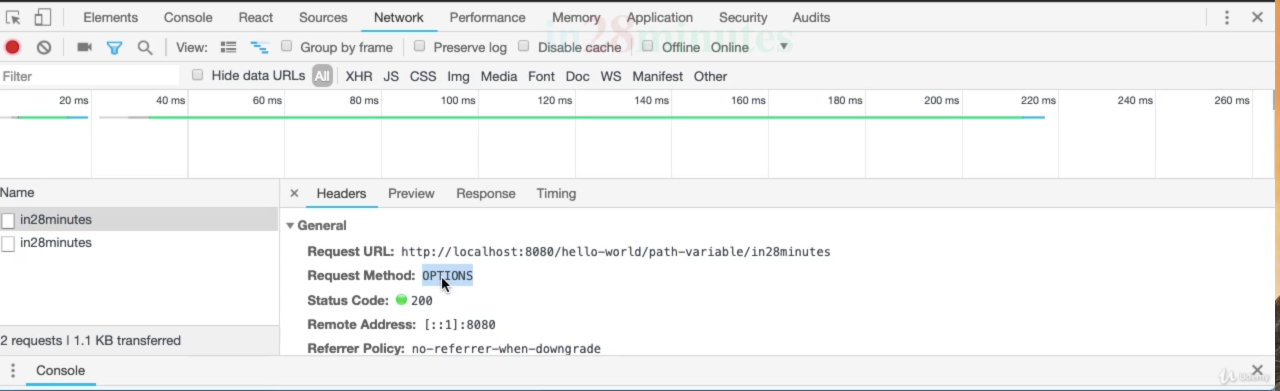 Elements Console React Sources Network Performance Memory Application Security Audits
in28minutes
View: Group by frame Preserve log Disable cache Offline Online
Filter Hide data URLs All XHR JS CSS Img Media Font Doc WS Manifest Other
20 ms 40 ms 60 ms 80 ms 100 ms 120 ms 140 ms 160 ms 180 ms 200 ms 220 ms 240 ms 260 ms
Name
in28minutes
in28minutes
2 requests | 1.1 KB transferred
Headers Preview Response Timing
General
Request URL: http://localhost:8080/hello-world/path-variable/in28minutes
Request Method: OPTIONS
Status Code: 200
Remote Address: [::1]:8080
Referrer Policy: no-referrer-when-downgrade
Console
Udemy